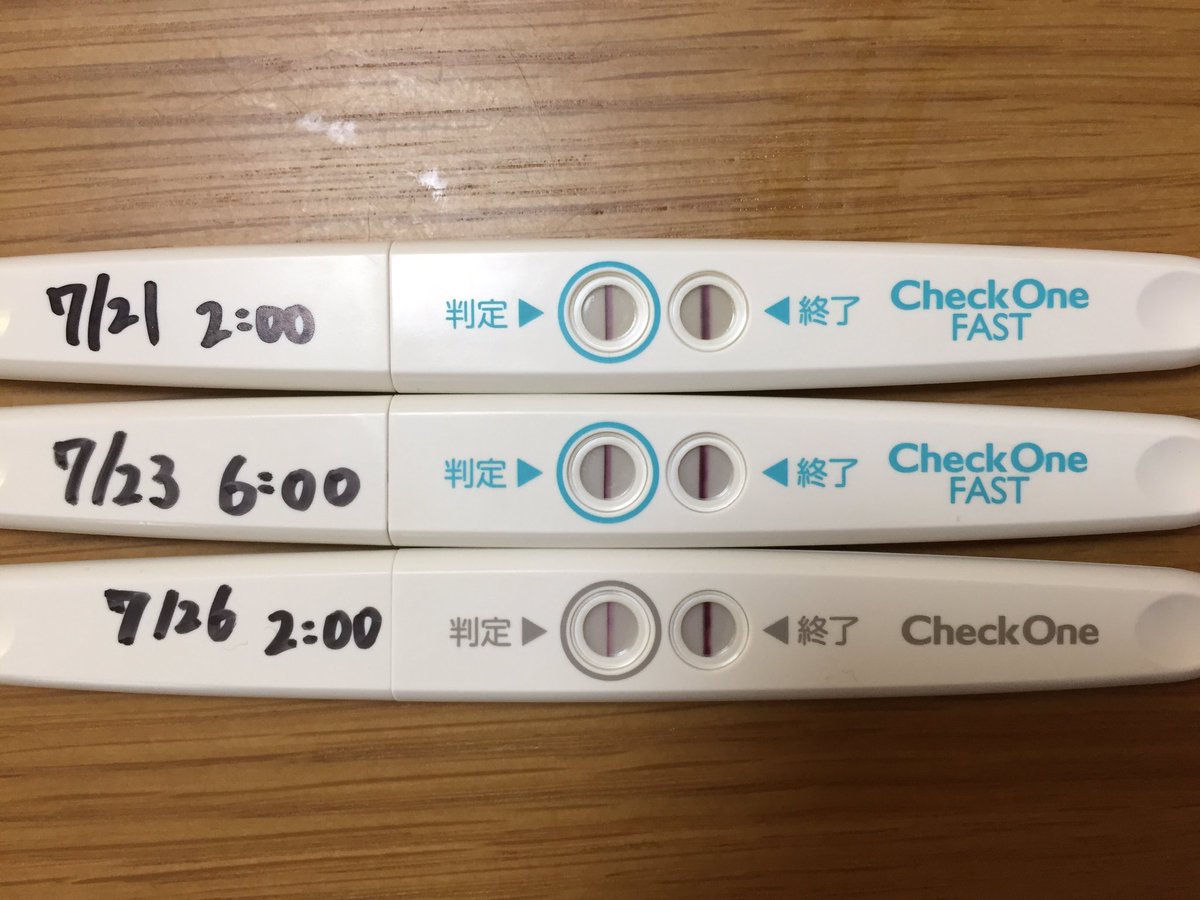 7/21 2:00 判定▶ ◀終了 CheckOne
FAST
7/23 6:00 判定▶ ◀終了 CheckOne
FAST
7/26 2:00 判定▶ ◀終了 CheckOne